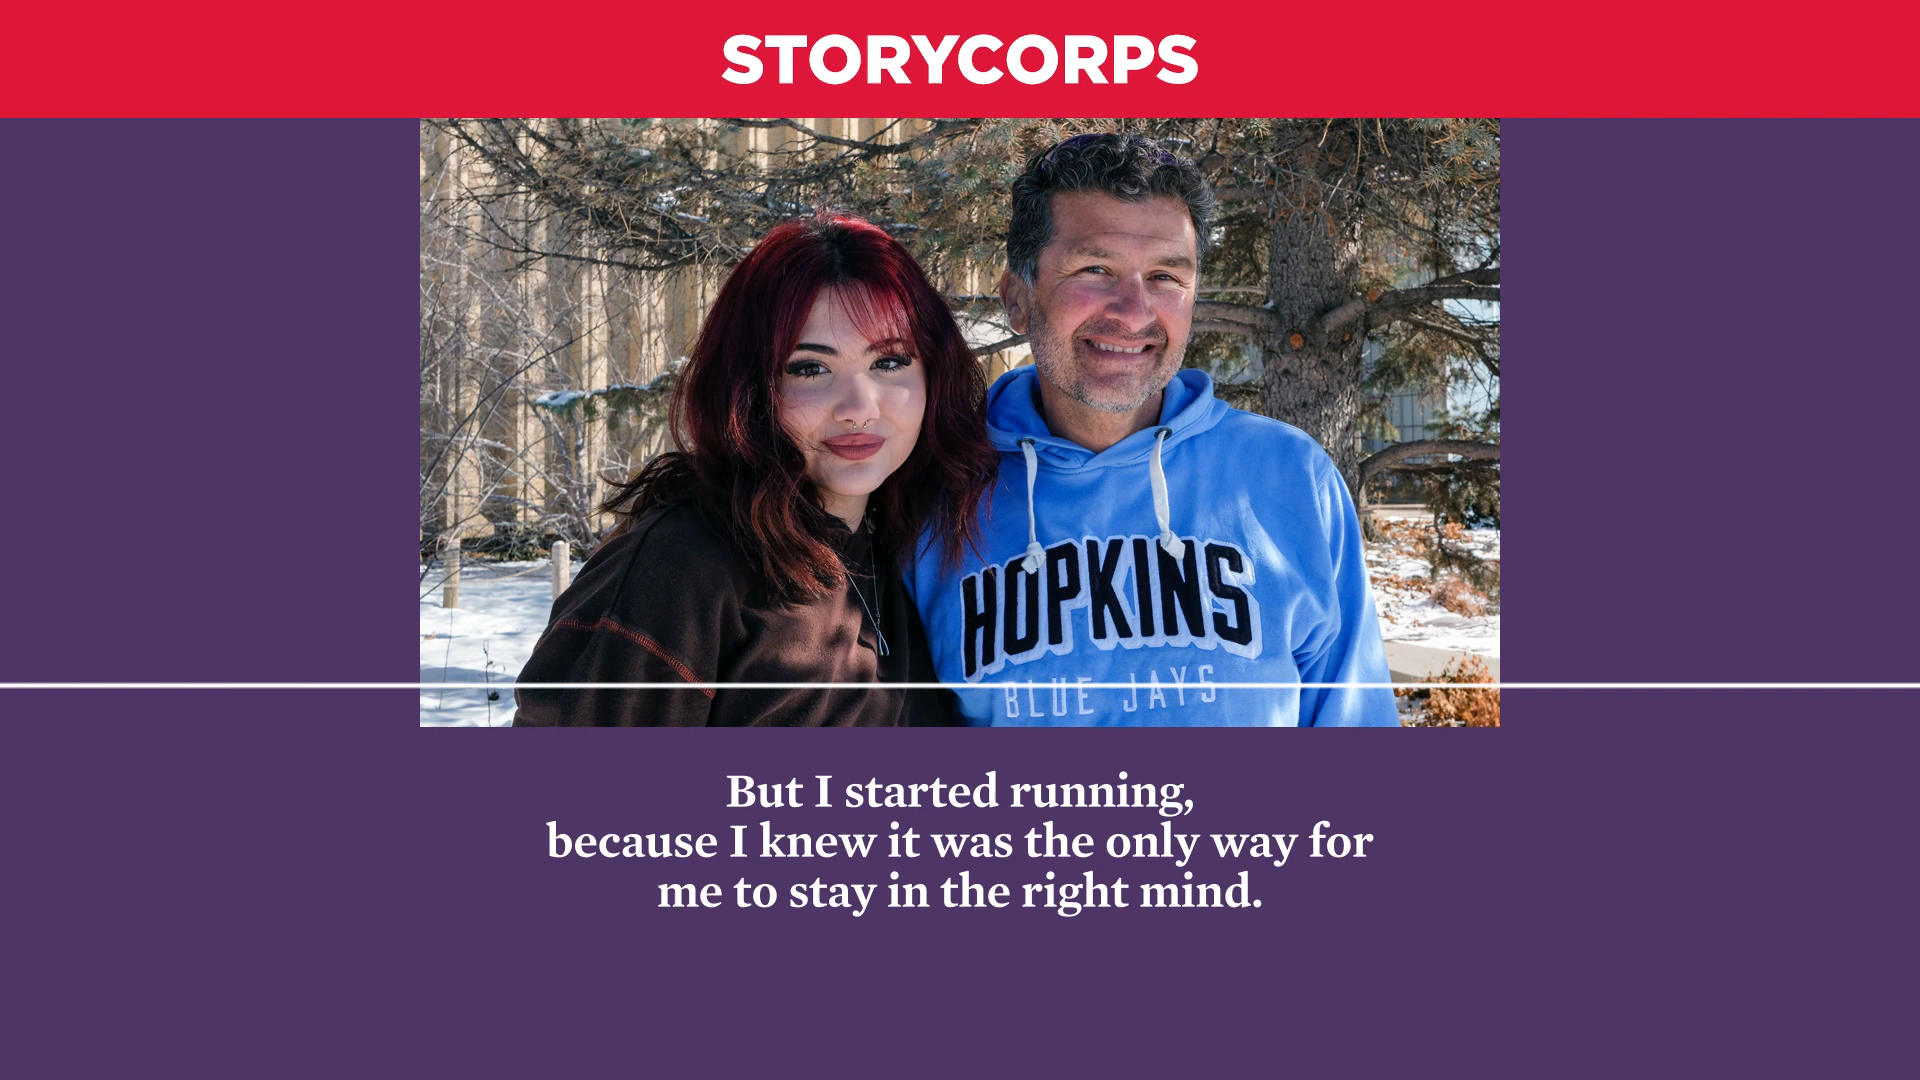 STORYCORPS
HOPKINS
BLUE JAYS
But I started running,
because I knew it was the only way for
me to stay in the right mind.